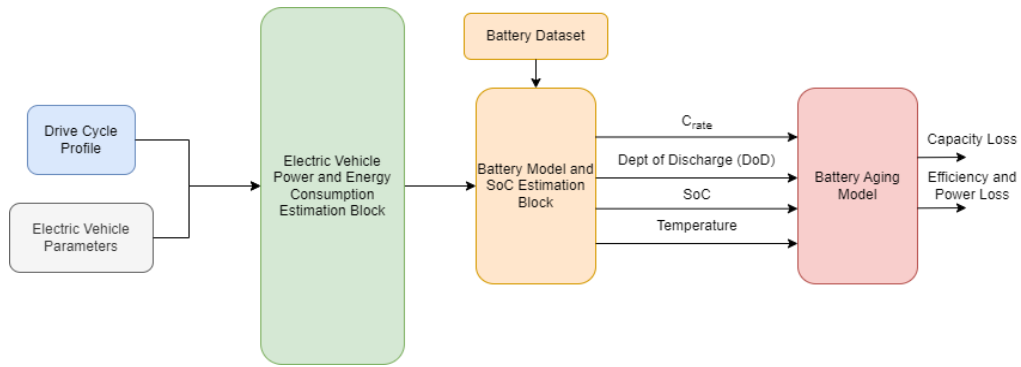 Battery Dataset
Drive Cycle
Profile
Electric Vehicle
Parameters
Electric Vehicle
Power and Energy
Consumption
Estimation Block
Battery Model and
SoC Estimation
Block
C_rate
Dept of Discharge (DoD)
SoC
Temperature
Battery Aging
Model
Capacity Loss
Efficiency and
Power Loss